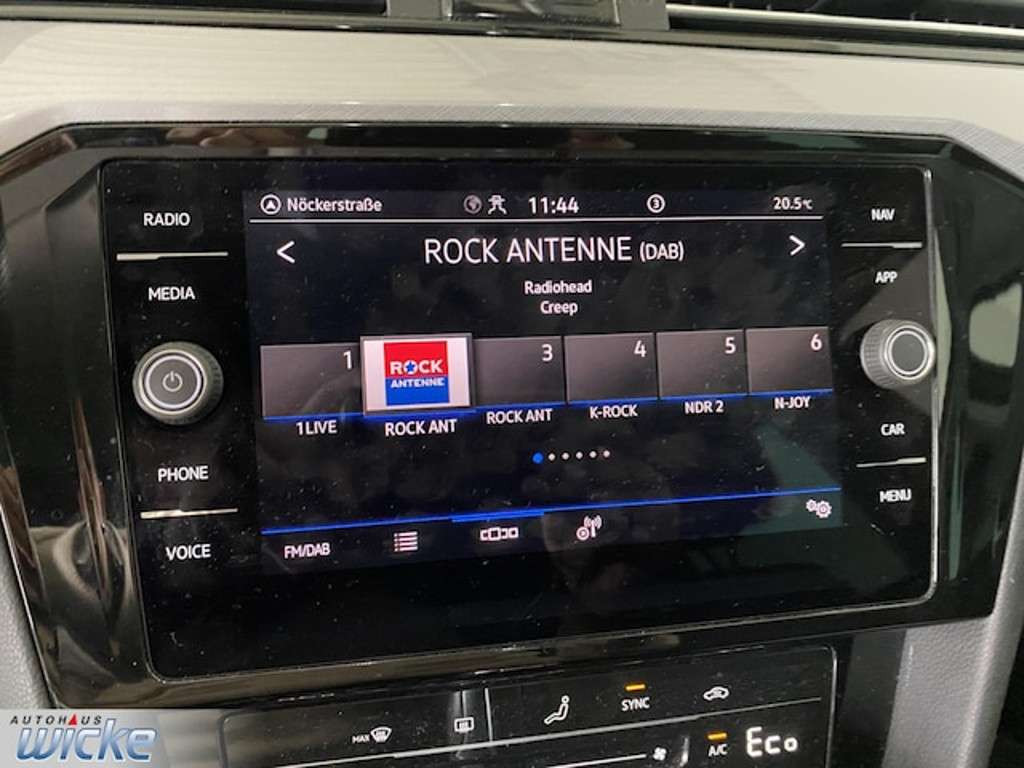 RADIO
MEDIA
PHONE
VOICE
Nöckerstraße 11:44 3 20.5°C
< ROCK ANTENNE (DAB) >
Radiohead
Creep
1 3 4 5 6
ROCK
ANTENNE
1LIVE ROCK ANT ROCK ANT K-ROCK NDR 2 N-JOY
FM/DAB
NAV
APP
CAR
MENU
MAX
SYNC
A/C Eco
AUTOHAUS
wicke